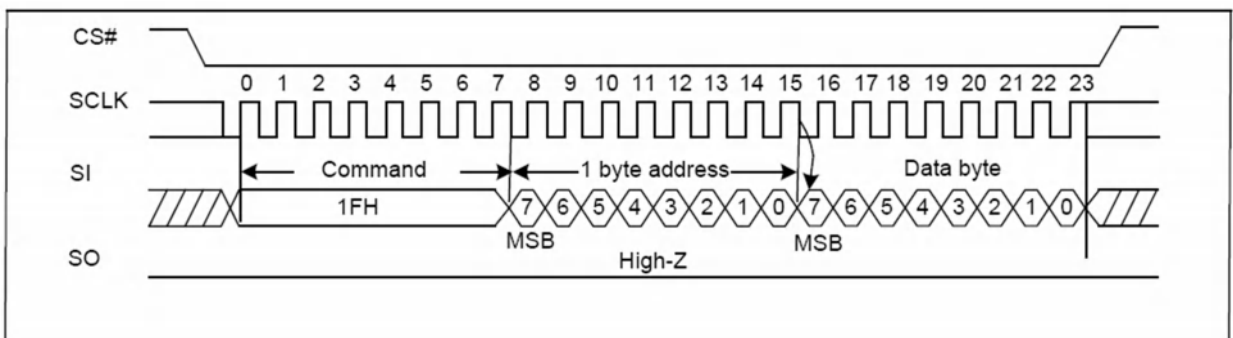 CS#
0 1 2 3 4 5 6 7 8 9 10 11 12 13 14 15 16 17 18 19 20 21 22 23
SCLK
SI Command 1 byte address Data byte
1FH 7 6 5 4 3 2 1 0 7 6 5 4 3 2 1 0
MSB MSB
SO High-Z